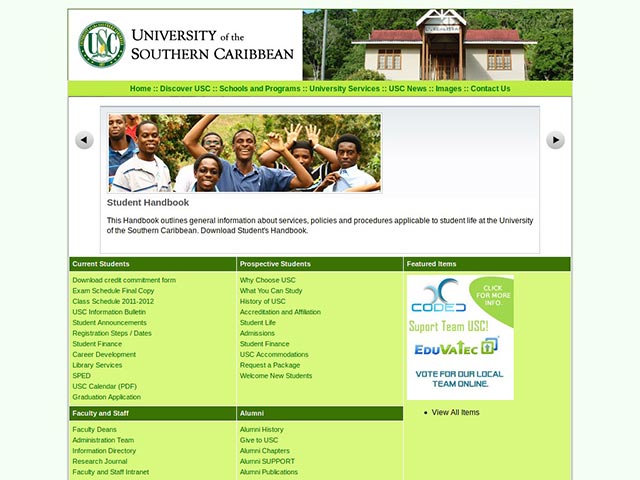 USC
UNIVERSITY of the
SOUTHERN CARIBBEAN
Home :: Discover USC :: Schools and Programs :: University Services :: USC News :: Images :: Contact Us
Student Handbook
This Handbook outlines general information about services, policies and procedures applicable to student life at the University
of the Southern Caribbean. Download Student's Handbook.
Current Students
Download credit commitment form
Exam Schedule Final Copy
Class Schedule 2011-2012
USC Information Bulletin
Student Announcements
Registration Steps / Dates
Student Finance
Career Development
Library Services
SPED
USC Calendar (PDF)
Graduation Application
Prospective Students
Why Choose USC
What You Can Study
History of USC
Accreditation and Affiliation
Student Life
Admissions
Student Finance
USC Accommodations
Request a Package
Welcome New Students
Featured Items
CODED
CLICK
FOR MORE
INFO.
Suport Team USC!
EDUVATEC
VOTE FOR OUR LOCAL
TEAM ONLINE.
View All Items
Faculty and Staff
Faculty Deans
Administration Team
Information Directory
Research Journal
Faculty and Staff Intranet
Alumni
Alumni History
Give to USC
Alumni Chapters
Alumni SUPPORT
Alumni Publications